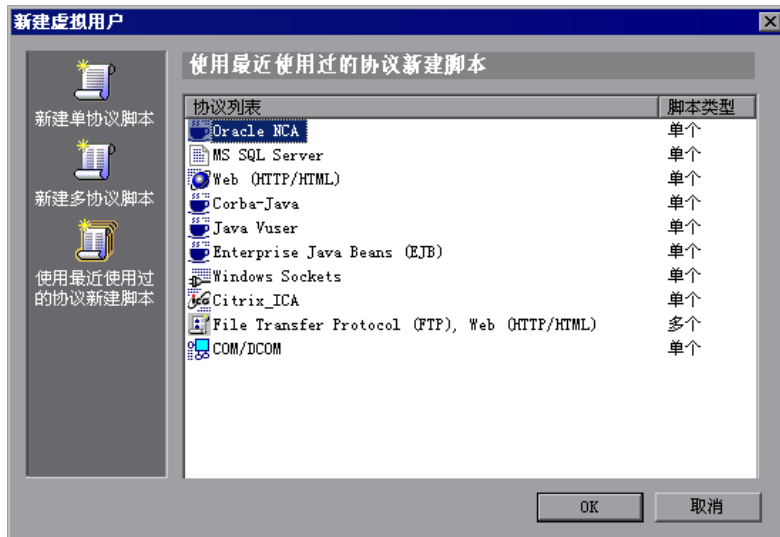 新建虚拟用户
新建单协议脚本
新建多协议脚本
使用最近使用过
的协议新建脚本
使用最近使用过的协议新建脚本
协议列表 脚本类型
Oracle NCA 单个
MS SQL Server 单个
Web (HTTP/HTML) 单个
Corba-Java 单个
Java Vuser 单个
Enterprise Java Beans (EJB) 单个
Windows Sockets 单个
Citrix_ICA 单个
File Transfer Protocol (FTP), Web (HTTP/HTML) 多个
COM/DCOM 单个
OK 取消